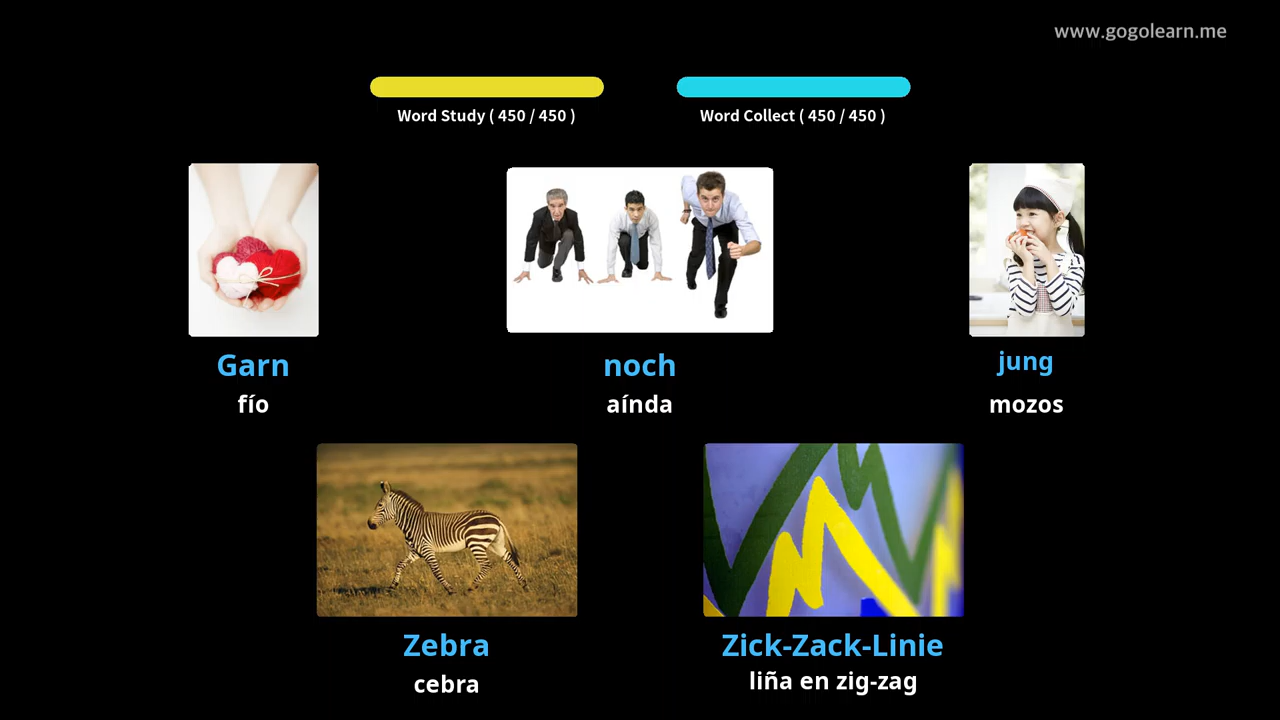 www.gogolearn.me
Word Study ( 450 / 450 )
Word Collect ( 450 / 450 )
Garn
fío
noch
aínda
jung
mozos
Zebra
cebra
Zick-Zack-Linie
liña en zig-zag